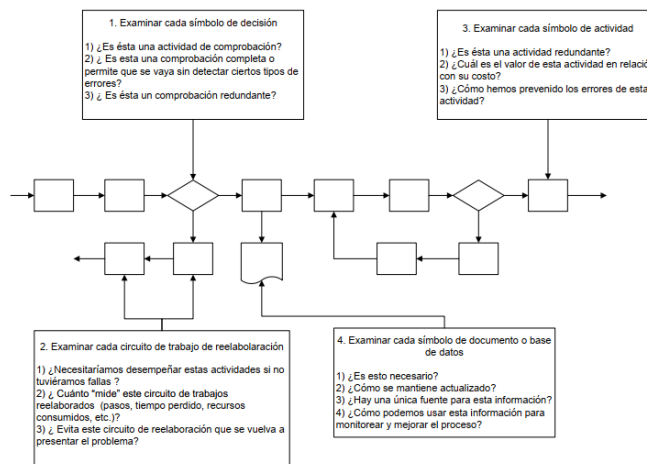 1. Examinar cada símbolo de decisión
1) ¿Es ésta una actividad de comprobación?
2) ¿ Es esta una comprobación completa o
permite que se vaya sin detectar ciertos tipos de
errores?
3) ¿ Es ésta un comprobación redundante?
3. Examinar cada símbolo de actividad
1) ¿Es ésta una actividad redundante?
2) ¿Cuál es el valor de esta actividad en relació
con su costo?
3) ¿Cómo hemos prevenido los errores de esta
actividad?
2. Examinar cada circuito de trabajo de reelabolaración
1) ¿Necesitaríamos desempeñar estas actividades si no
tuviéramos fallas ?
2) ¿ Cuánto "mide" este circuito de trabajos
reelaborados (pasos, tiempo perdido, recursos
consumidos, etc.)?
3) ¿ Evita este circuito de reelaboración que se vuelva a
presentar el problema?
4. Examinar cada símbolo de documento o base
de datos
1) ¿Es esto necesario?
2) ¿Cómo se mantiene actualizado?
3) ¿Hay una única fuente para esta información?
4) ¿Cómo podemos usar esta información para
monitorear y mejorar el proceso?